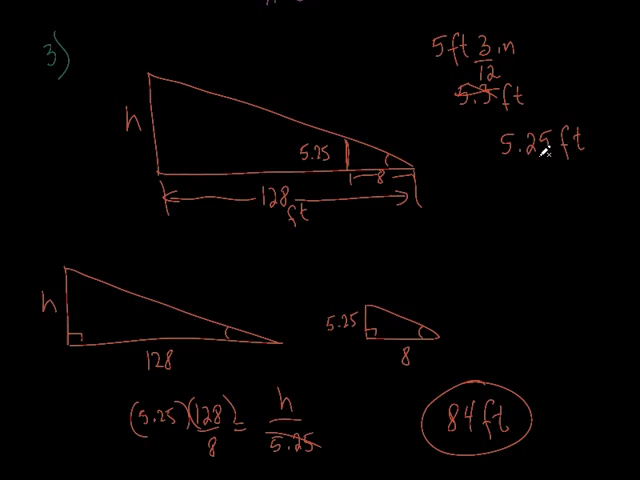 3)
5ft 3/12 in
5.3 ft
5.25 ft
h
5.25
8
128
ft
h
128
5.25
8
(5.25)(128/8) = h/5.25
84 ft